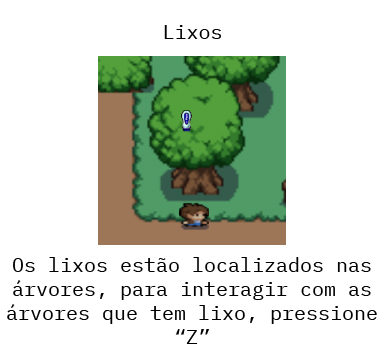 Lixos
Os lixos estão localizados nas
árvores, para interagir com as
árvores que tem lixo, pressione
“Z”